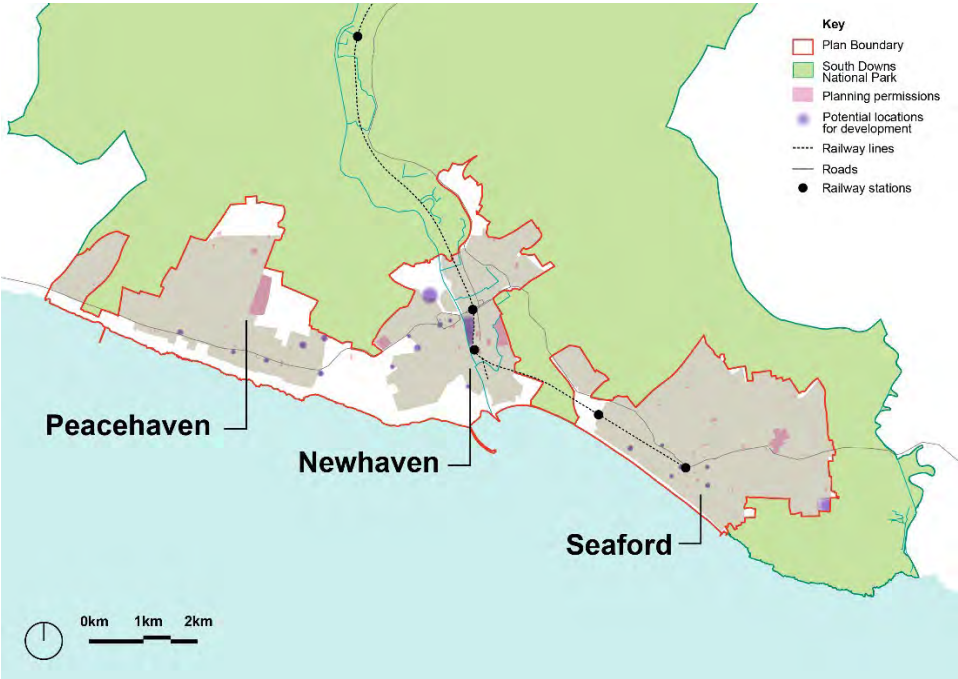 Key
Plan Boundary
South Downs
National Park
Planning permissions
Potential locations
for development
Railway lines
Roads
Railway stations
Peacehaven
Newhaven
Seaford
0km 1km 2km